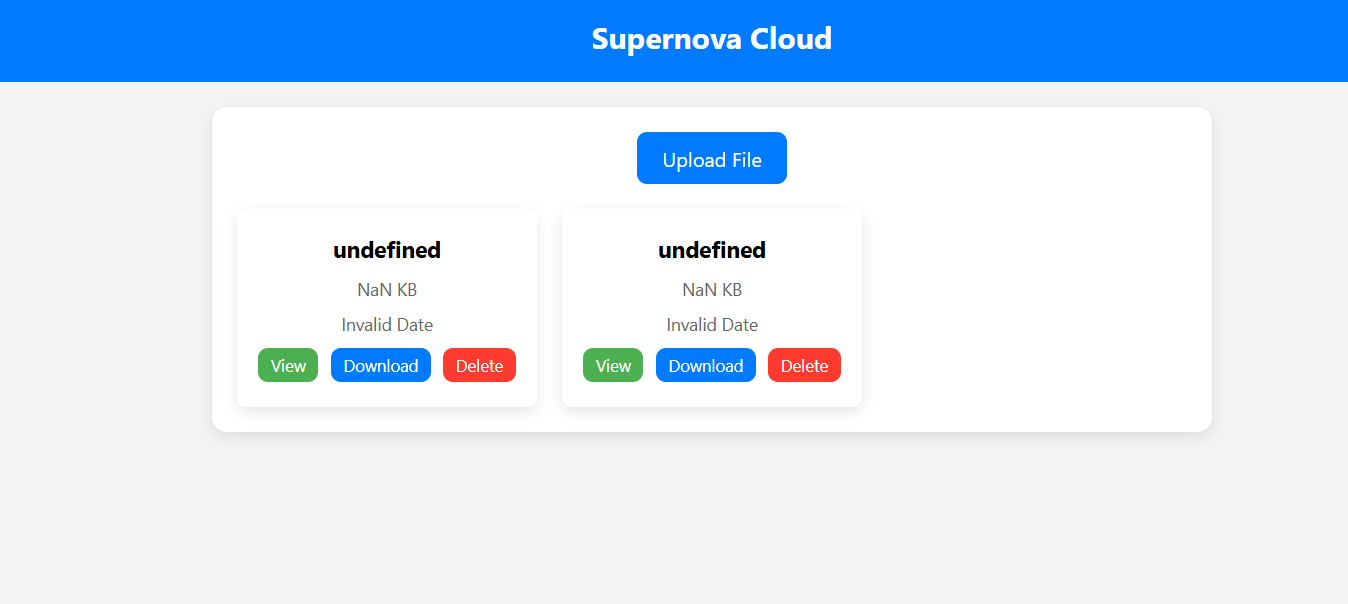 Supernova Cloud
Upload File
undefined
NaN KB
Invalid Date
View Download Delete
undefined
NaN KB
Invalid Date
View Download Delete